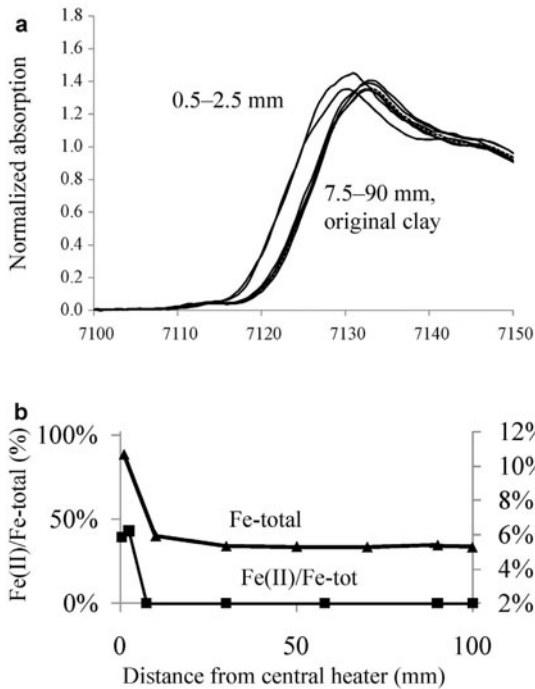 a
1.8
1.6
1.4
1.2
1.0
0.8
0.6
0.4
0.2
0.0
Normalized absorption
0.5–2.5 mm
7.5–90 mm,
original clay
7100 7110 7120 7130 7140 7150
b
100%
50%
0%
Fe(II)/Fe-total (%)
12%
10%
8%
6%
4%
2%
Fe-total
Fe(II)/Fe-tot
0 50 100
Distance from central heater (mm)